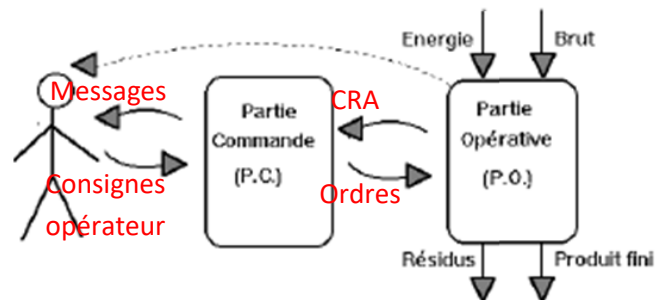 Energie
Brut
Messages
Partie
Commande
(P.C.)
CRA
Partie
Opérative
(P.O.)
Consignes
opérateur
Ordres
Résidus
Produit fini